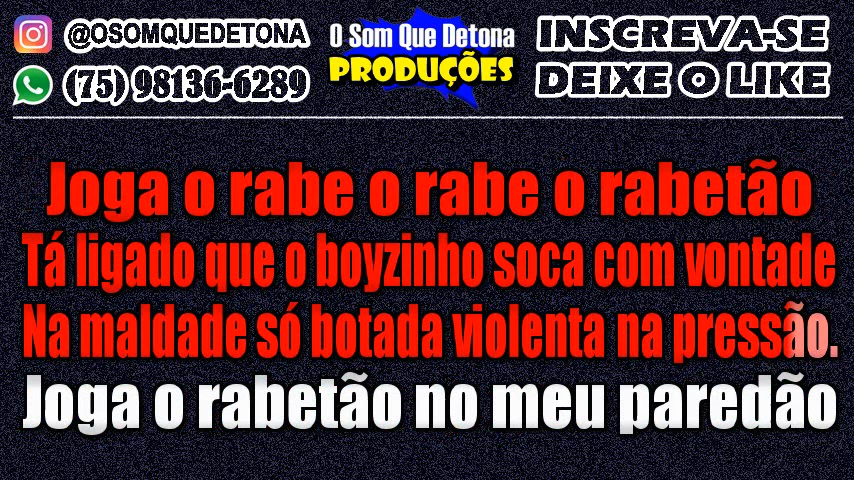 @OSOMQUEDETONA
(75) 98136-6289
O Som Que Detona
PRODUÇÕES
INSCREVA-SE
DEIXE O LIKE
Joga o rabe o rabe o rabetão
Tá ligado que o boyzinho soca com vontade
Na maldade só botada violenta na pressão.
Joga o rabetão no meu paredão